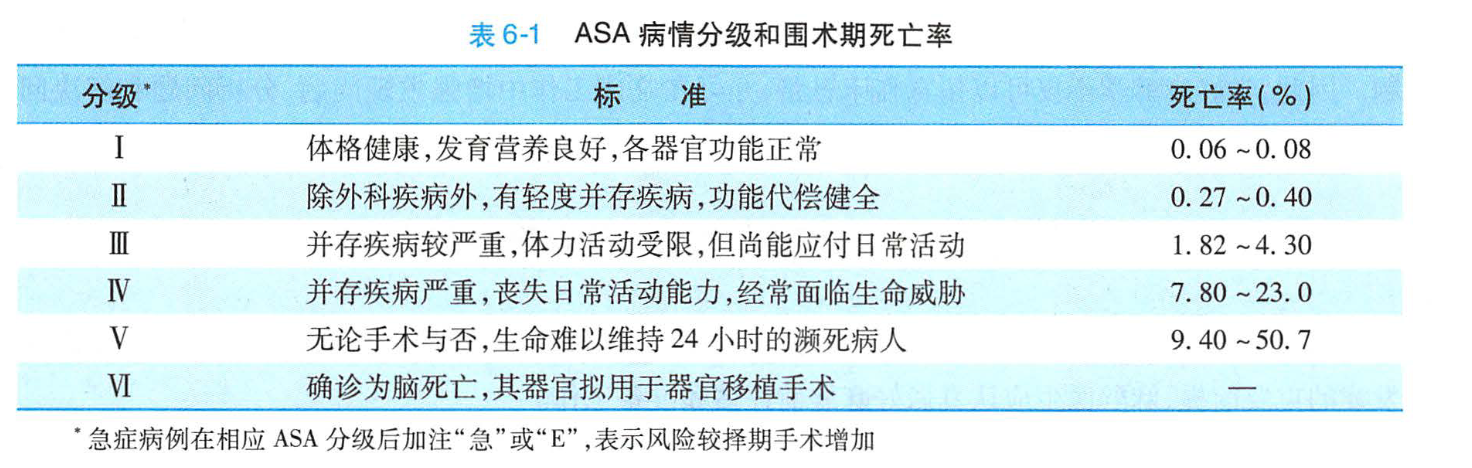 表 6-1 ASA 病情分级和围术期死亡率
分级* 标 准 死亡率(%)
Ⅰ 体格健康,发育营养良好,各器官功能正常 0.06~0.08
Ⅱ 除外科疾病外,有轻度并存疾病,功能代偿健全 0.27~0.40
Ⅲ 并存疾病较严重,体力活动受限,但尚能应付日常活动 1.82~4.30
Ⅳ 并存疾病严重,丧失日常活动能力,经常面临生命威胁 7.80~23.0
Ⅴ 无论手术与否,生命难以维持24小时的濒死病人 9.40~50.7
Ⅵ 确诊为脑死亡,其器官拟用于器官移植手术 —
*急症病例在相应 ASA 分级后加注“急”或“E”,表示风险较择期手术增加